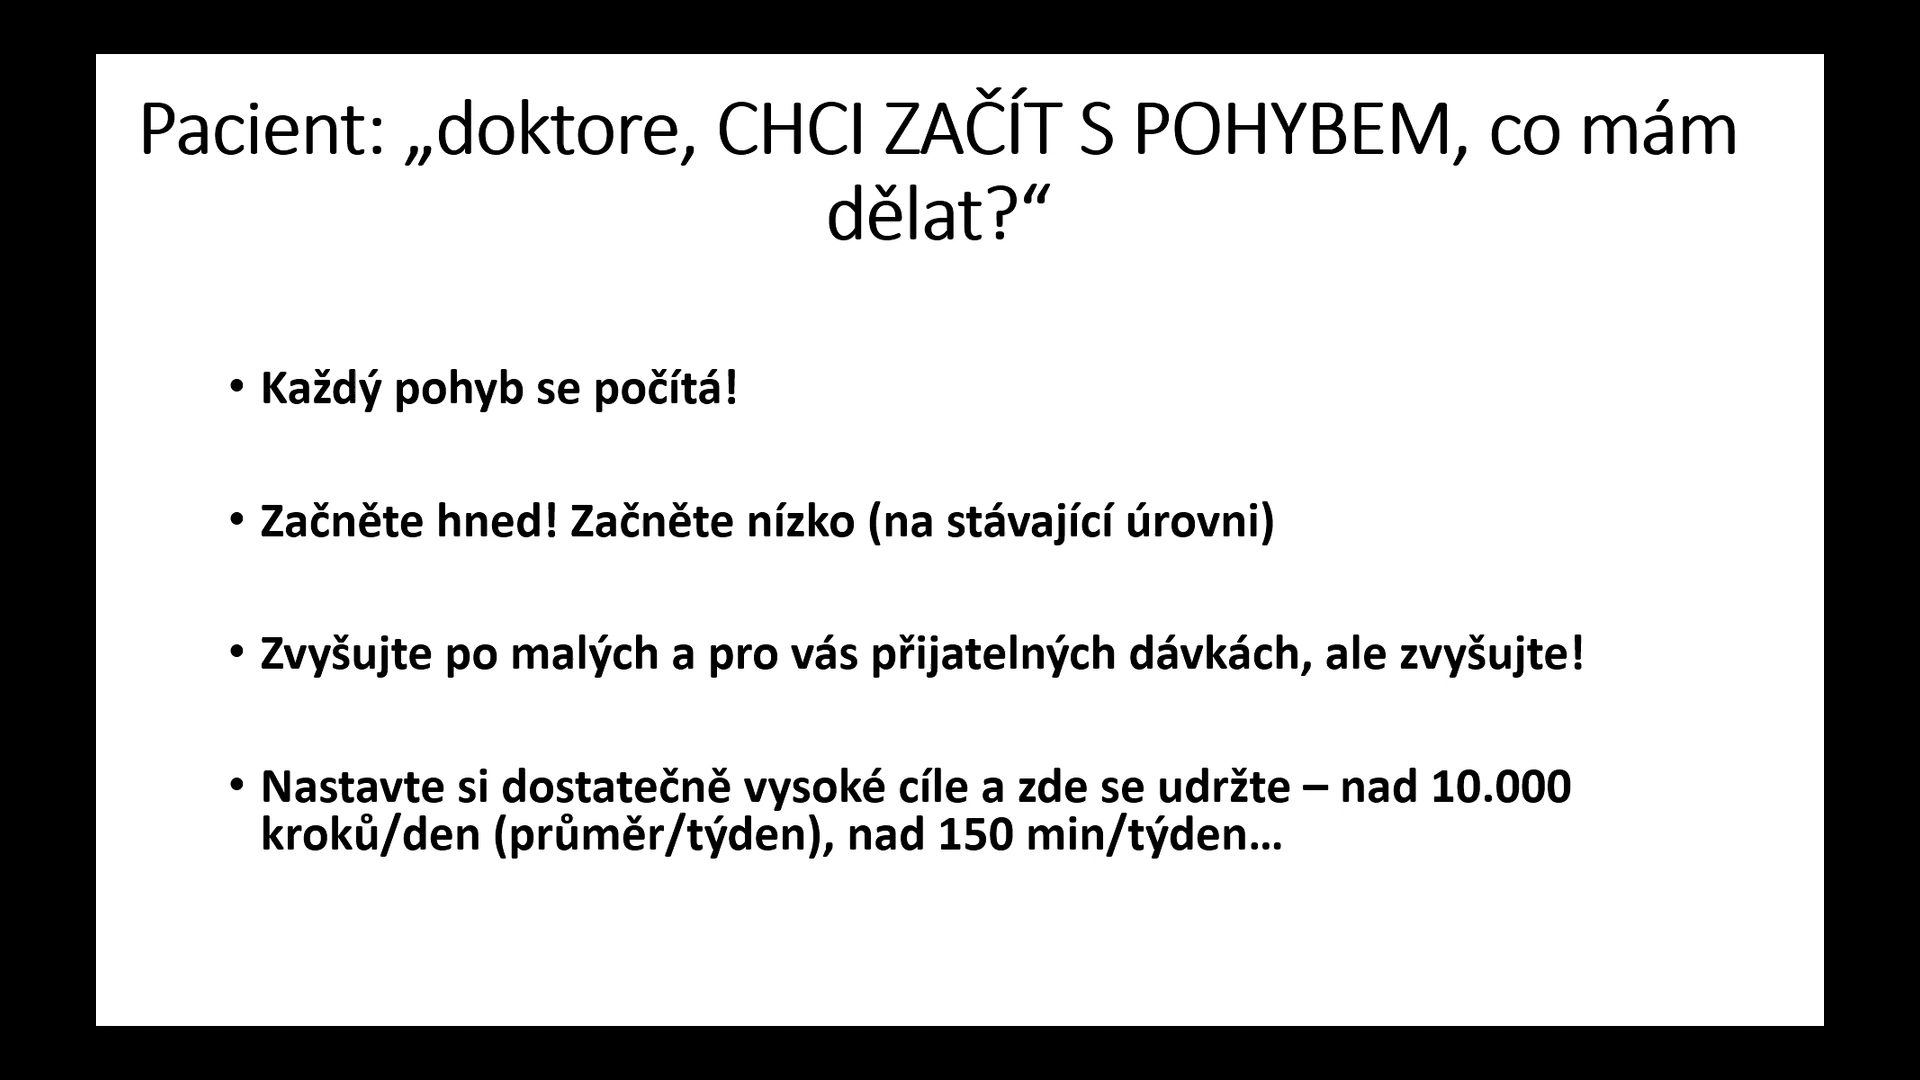 Pacient: „doktore, CHCI ZAČÍT S POHYBEM, co mám
dělat?“
• Každý pohyb se počítá!
• Začněte hned! Začněte nízko (na stávající úrovni)
• Zvyšujte po malých a pro vás přijatelných dávkách, ale zvyšujte!
• Nastavte si dostatečně vysoké cíle a zde se udržte – nad 10.000
kroků/den (průměr/týden), nad 150 min/týden…